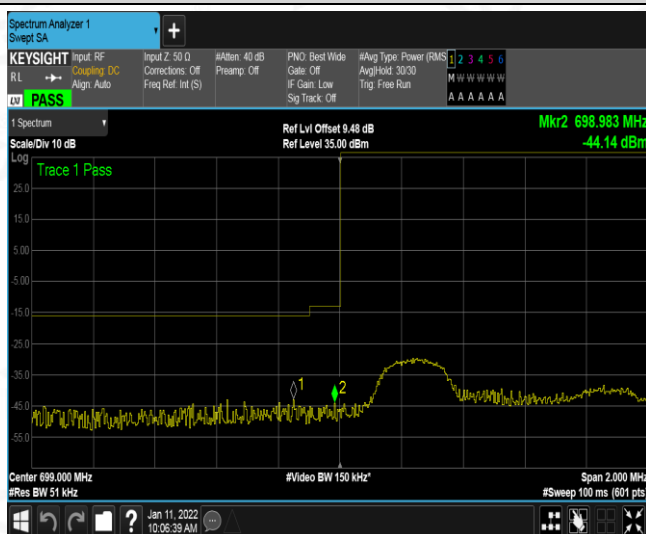 Spectrum Analyzer 1
Swept SA
+
KEYSIGHT
RL
LXI PASS
Input: RF
Coupling: DC
Align: Auto
Input Z: 50 Ω
Corrections: Off
Freq Ref: Int (S)
#Atten: 40 dB
Preamp: Off
PNO: Best Wide
Gate: Off
IF Gain: Low
Sig Track: Off
#Avg Type: Power (RMS
Avg|Hold: 30/30
Trig: Free Run
1 2 3 4 5 6
M W W W W W
A A A A A A
1 Spectrum
Scale/Div 10 dB
Ref Lvl Offset 9.48 dB
Ref Level 35.00 dBm
Mkr2 698.983 MHz
-44.14 dBm
Log
Trace 1 Pass
25.0
15.0
5.00
-5.00
-15.0
-25.0
-35.0
-45.0
-55.0
1
2
Center 699.000 MHz
#Res BW 51 kHz
#Video BW 150 kHz*
Span 2.000 MHz
#Sweep 100 ms (601 pts)
?
Jan 11, 2022
10:06:39 AM